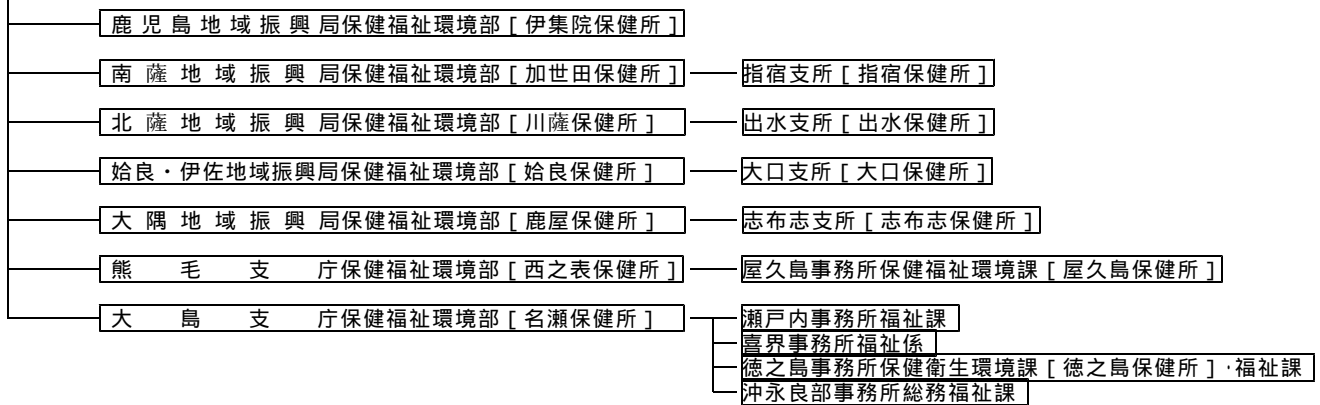 鹿児島地域振興局保健福祉環境部[伊集院保健所]
南薩地域振興局保健福祉環境部[加世田保健所] 指宿支所[指宿保健所]
北薩地域振興局保健福祉環境部[川薩保健所] 出水支所[出水保健所]
姶良・伊佐地域振興局保健福祉環境部[姶良保健所] 大口支所[大口保健所]
大隅地域振興局保健福祉環境部[鹿屋保健所] 志布志支所[志布志保健所]
熊毛支庁保健福祉環境部[西之表保健所] 屋久島事務所保健福祉環境課[屋久島保健所]
大島支庁保健福祉環境部[名瀬保健所] 瀬戸内事務所福祉課
喜界事務所福祉係
徳之島事務所保健衛生環境課[徳之島保健所]・福祉課
沖永良部事務所総務福祉課